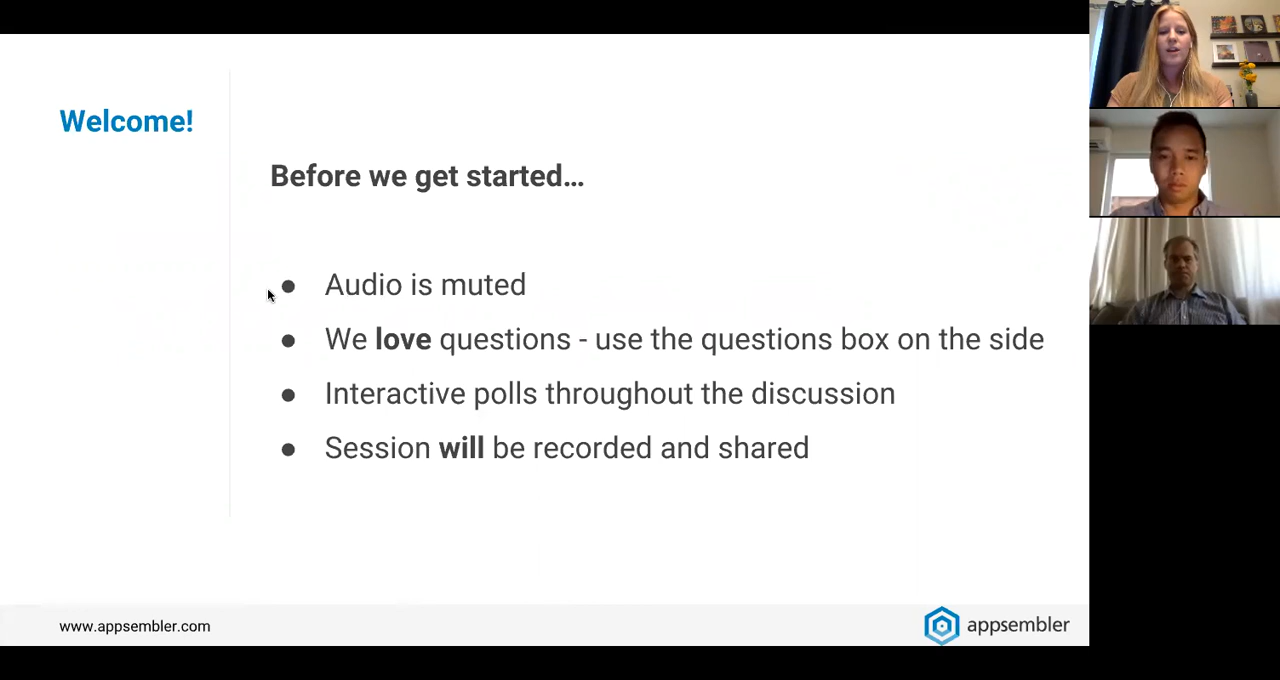 Welcome!
Before we get started...
● Audio is muted
● We love questions - use the questions box on the side
● Interactive polls throughout the discussion
● Session will be recorded and shared
www.appsembler.com
appsembler